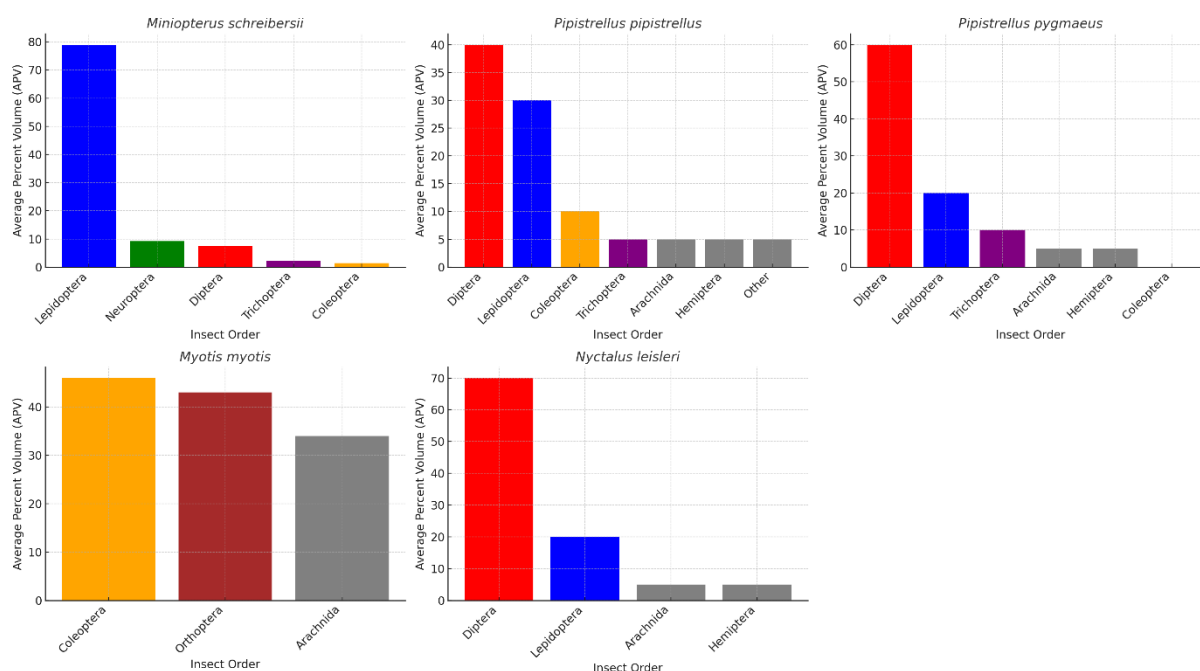 Miniopterus schreibersii
Average Percent Volume (APV)
80
70
60
50
40
30
20
10
0
Lepidoptera
Neuroptera
Diptera
Trichoptera
Coleoptera
Insect Order
Pipistrellus pipistrellus
Average Percent Volume (APV)
40
35
30
25
20
15
10
5
0
Diptera
Lepidoptera
Coleoptera
Trichoptera
Arachnida
Hemiptera
Other
Insect Order
Pipistrellus pygmaeus
Average Percent Volume (APV)
60
50
40
30
20
10
0
Diptera
Lepidoptera
Trichoptera
Arachnida
Hemiptera
Coleoptera
Insect Order
Myotis myotis
Average Percent Volume (APV)
40
30
20
10
0
Coleoptera
Orthoptera
Arachnida
Insect Order
Nyctalus leisleri
Average Percent Volume (APV)
70
60
50
40
30
20
10
0
Diptera
Lepidoptera
Arachnida
Hemiptera
Insect Order